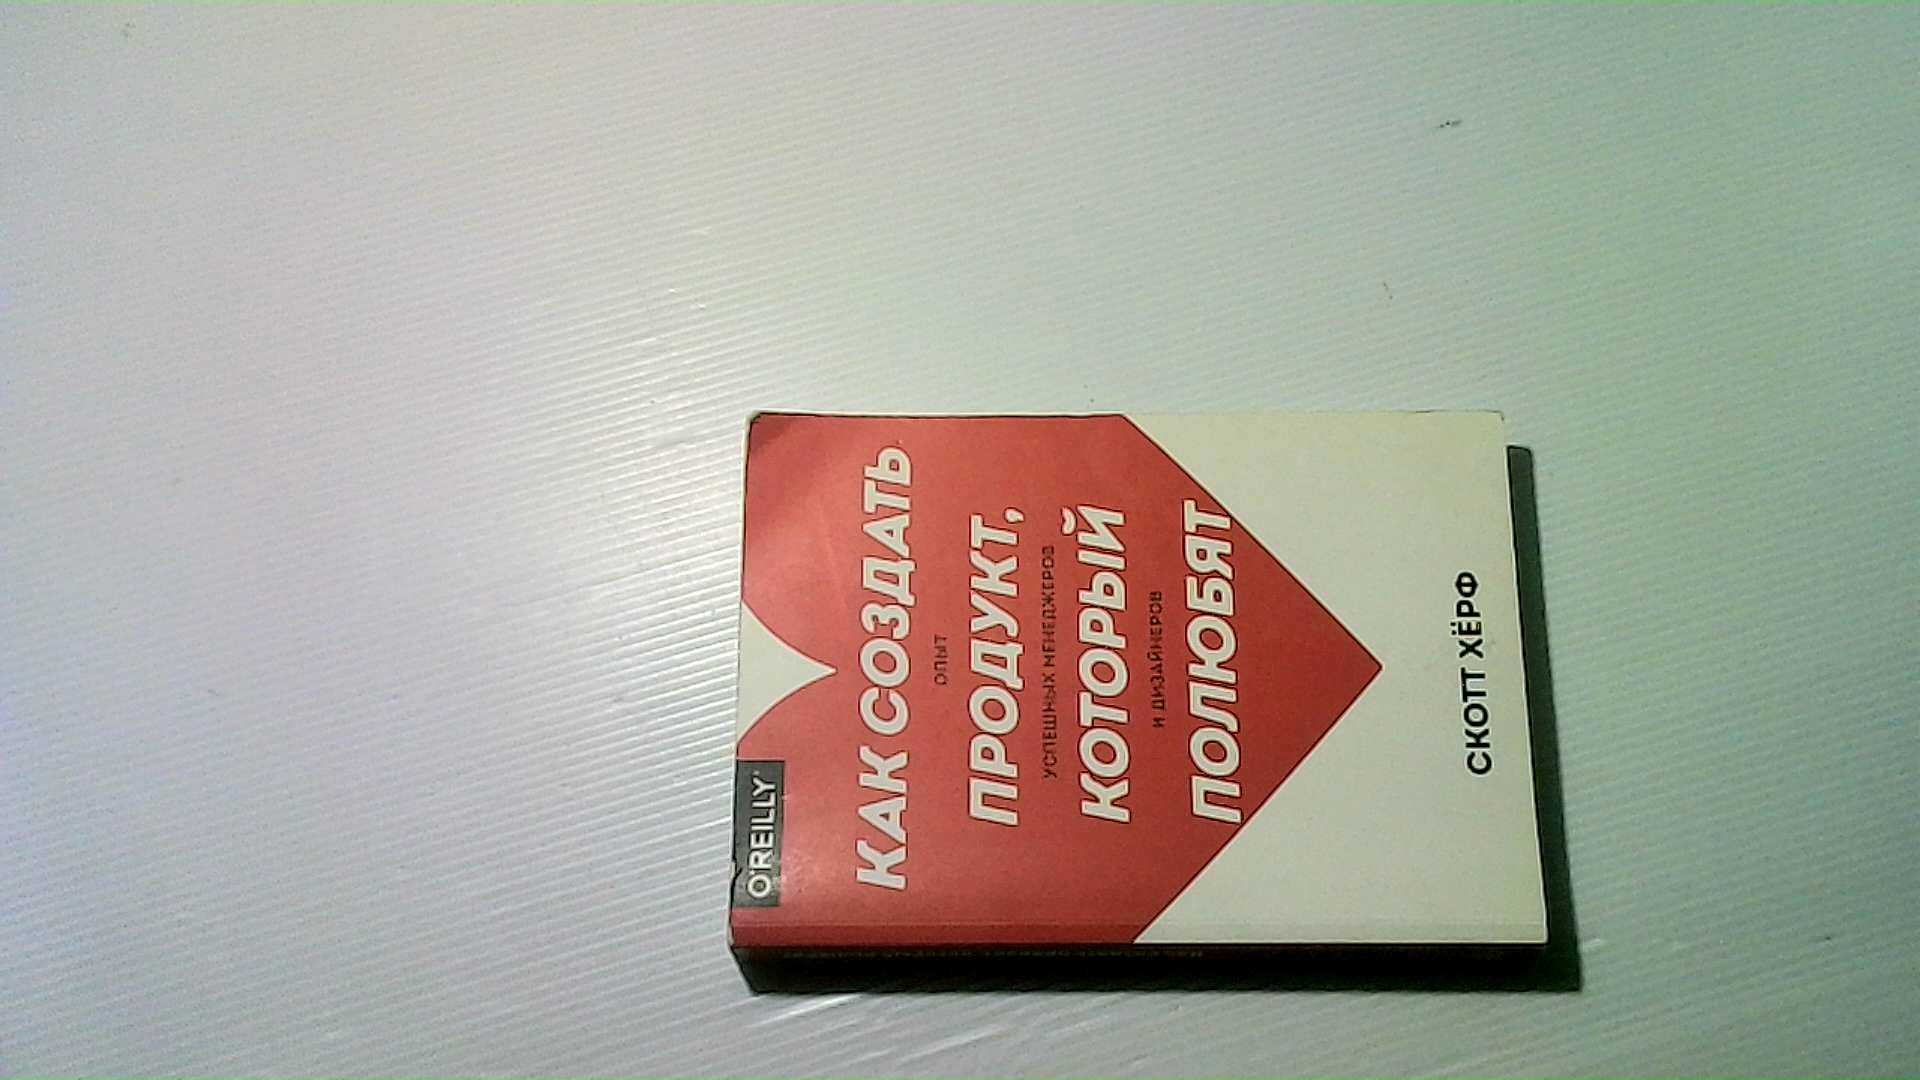 O'REILLY
КАК СОЗДАТЬ
ОПЫТ
ПРОДУКТ,
УСПЕШНЫХ МЕНЕДЖЕРОВ
КОТОРЫЙ
И ДИЗАЙНЕРОВ
ПОЛЮБЯТ
СКОТТ ХЁРФ